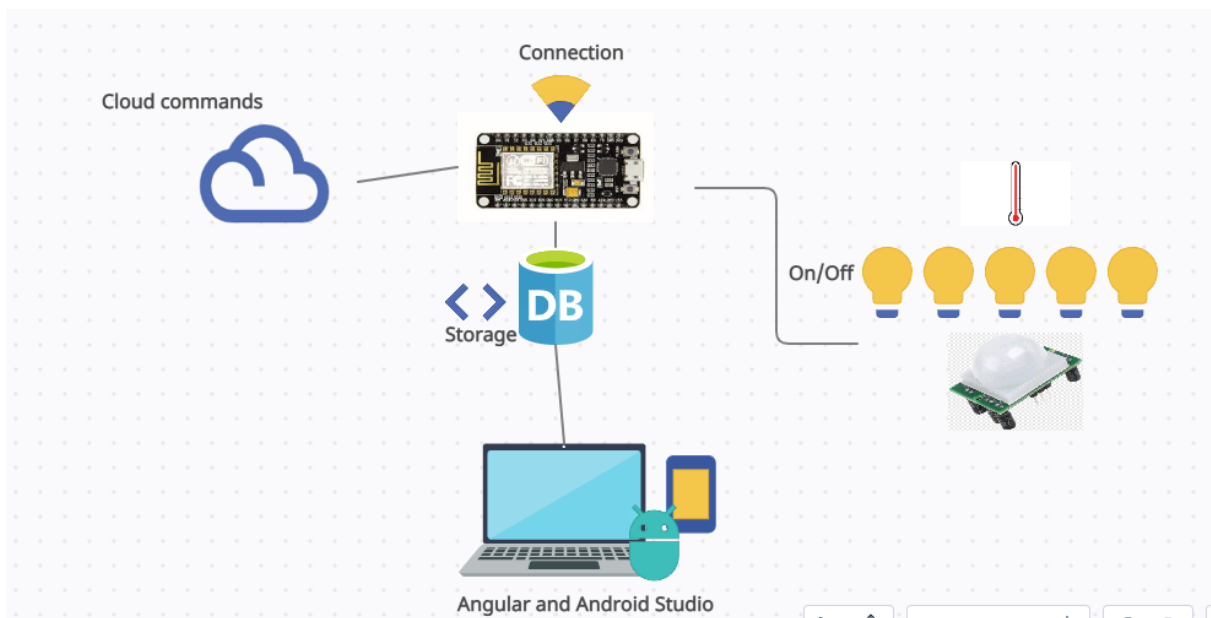 Connection
Cloud commands
On/Off
DB
Storage
Angular and Android Studio